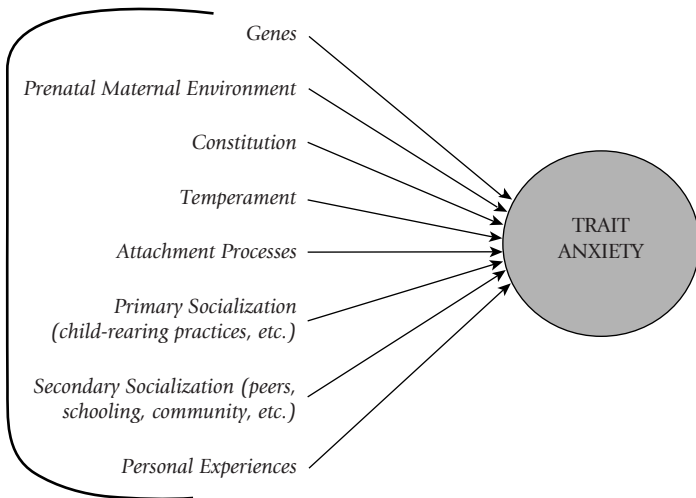 Genes
Prenatal Maternal Environment
Constitution
Temperament
Attachment Processes
Primary Socialization
(child-rearing practices, etc.)
Secondary Socialization (peers,
schooling, community, etc.)
Personal Experiences
TRAIT
ANXIETY